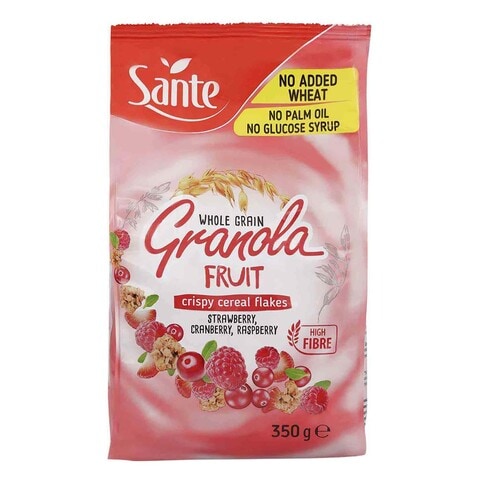 Sante
NO ADDED
WHEAT
NO PALM OIL
NO GLUCOSE SYRUP
WHOLE GRAIN
Granola
FRUIT
crispy cereal flakes
STRAWBERRY,
CRANBERRY, RASPBERRY
HIGH
FIBRE
350 g e